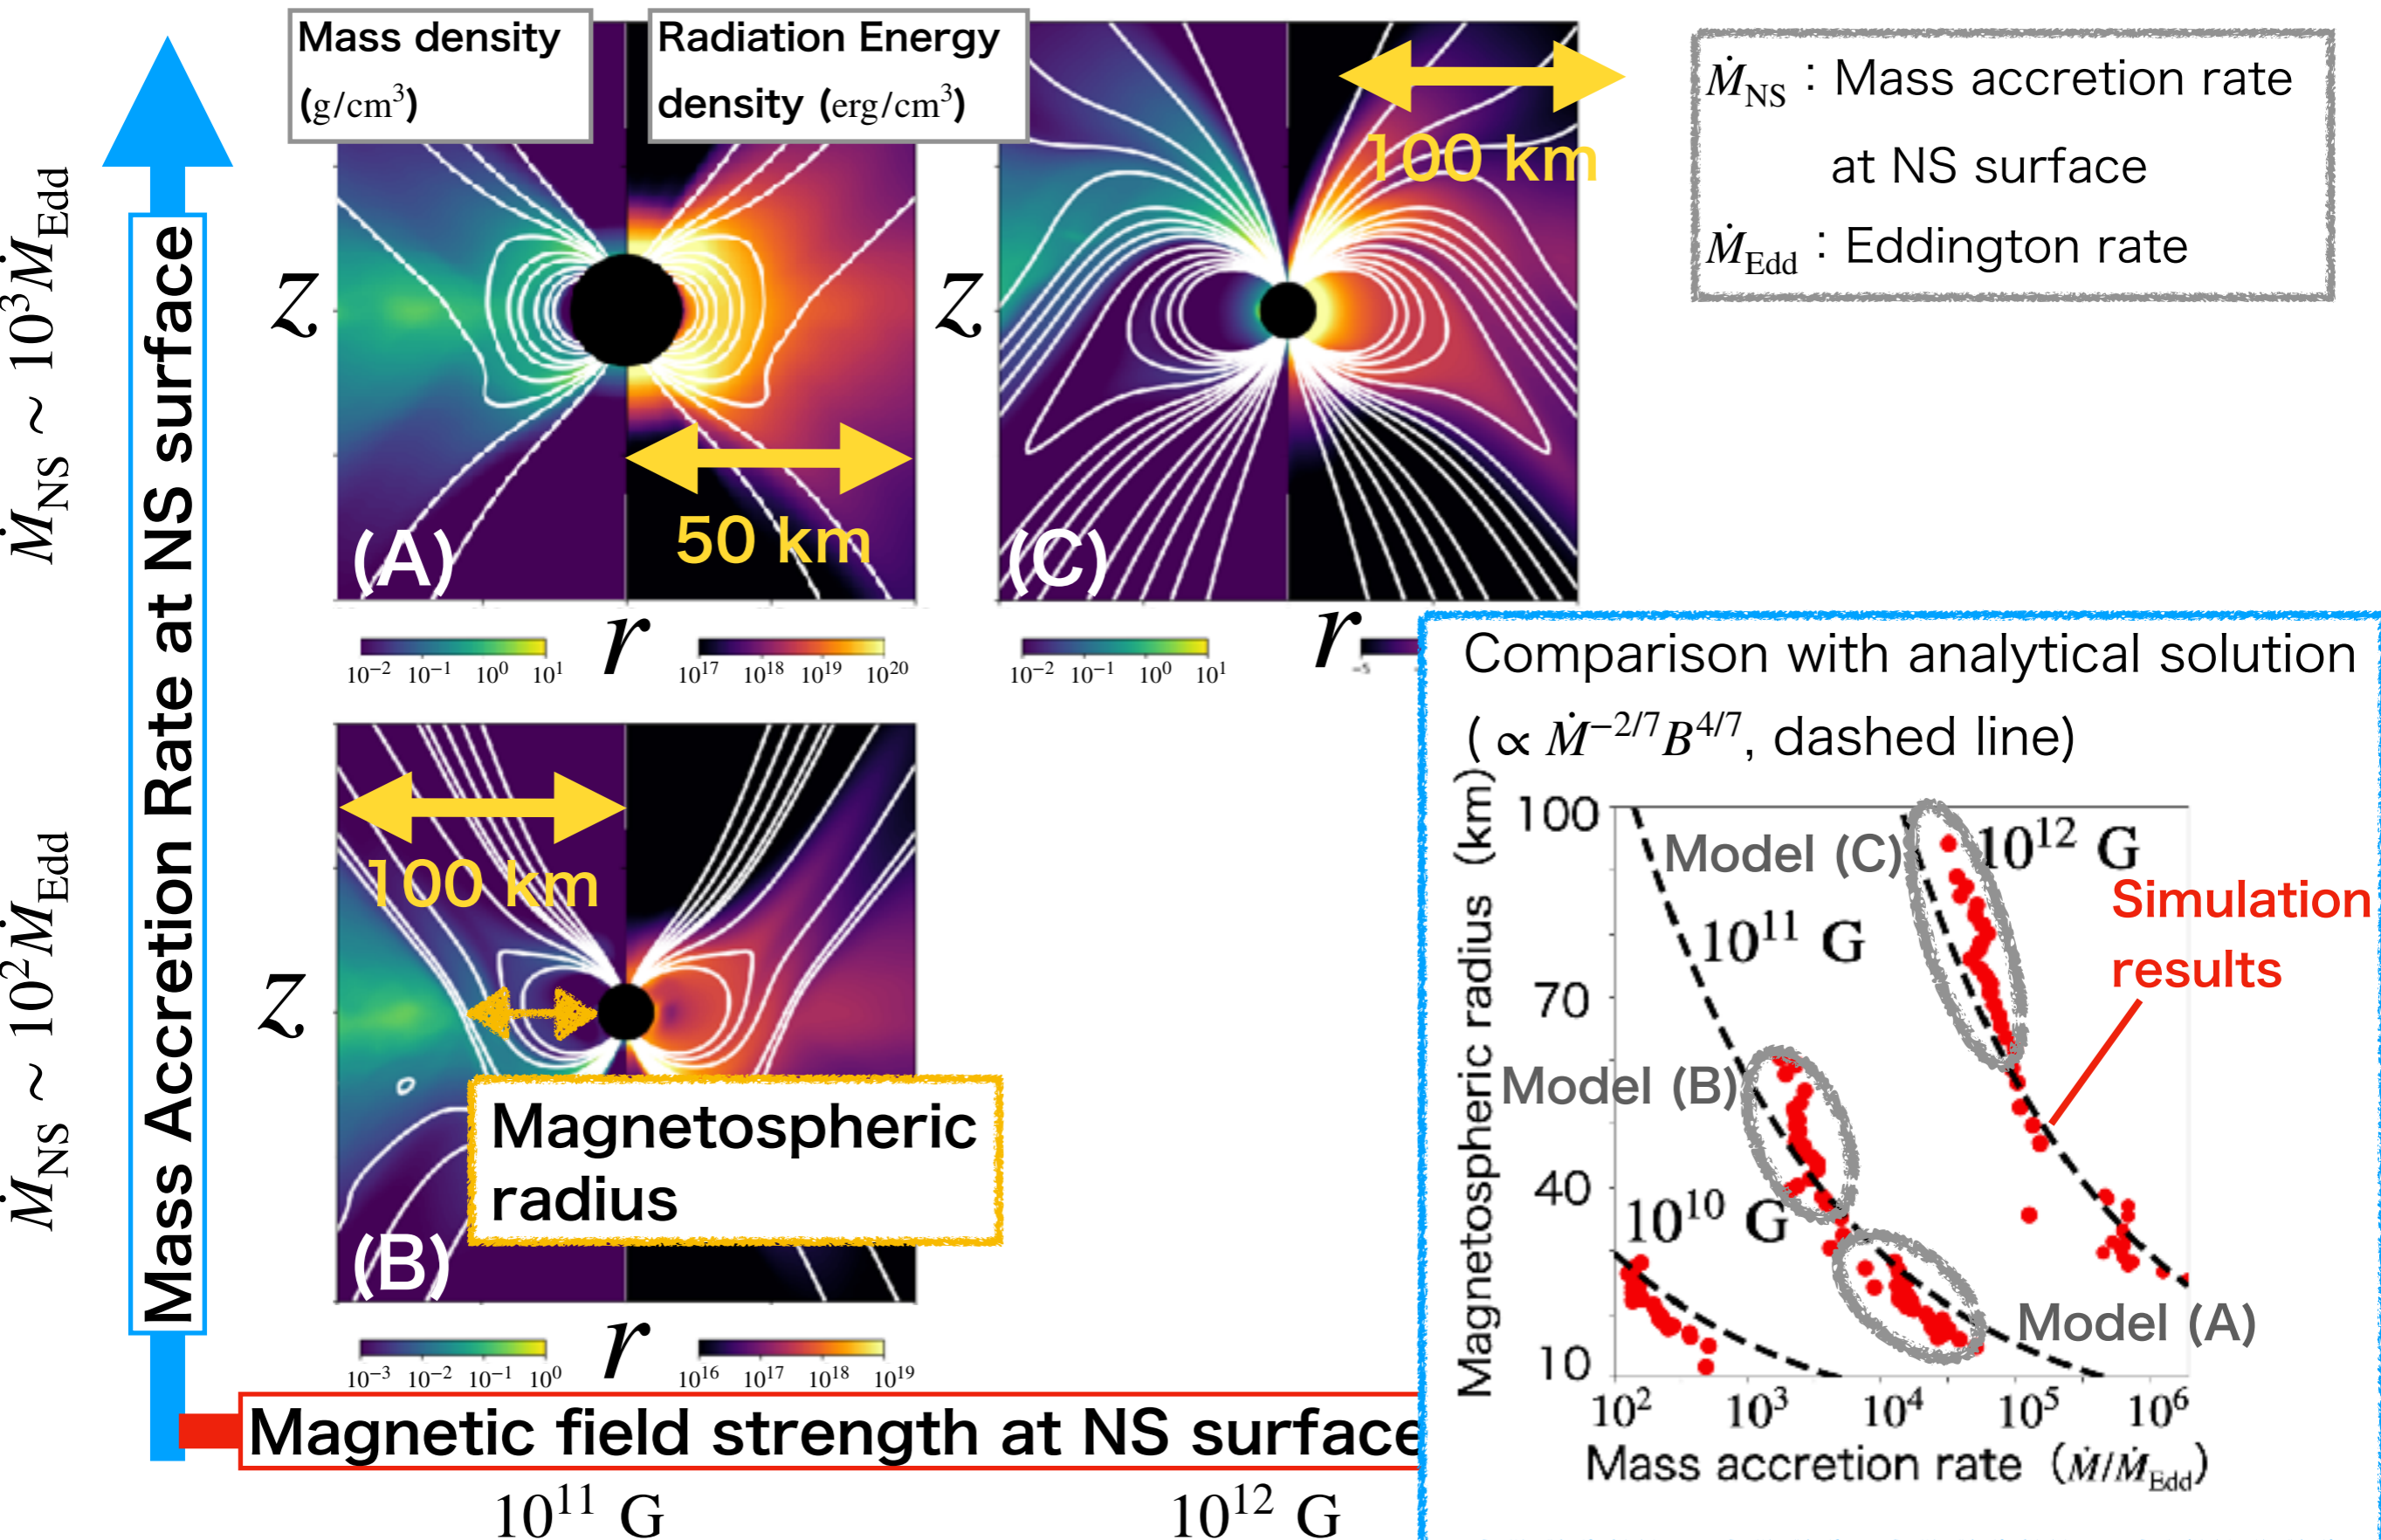 Mass density
(g/cm³)
Radiation Energy
density (erg/cm³)
100 km
Ṁ_NS : Mass accretion rate
at NS surface
Ṁ_Edd : Eddington rate
Ṁ_NS ~ 10³Ṁ_Edd
Mass Accretion Rate at NS surface
z
z
50 km
(A)
(C)
r
r
10⁻² 10⁻¹ 10⁰ 10¹
10¹⁷ 10¹⁸ 10¹⁹ 10²⁰
10⁻² 10⁻¹ 10⁰ 10¹
-5
Ṁ_NS ~ 10²Ṁ_Edd
100 km
z
Magnetospheric
radius
(B)
r
10⁻³ 10⁻² 10⁻¹ 10⁰
10¹⁶ 10¹⁷ 10¹⁸ 10¹⁹
Magnetic field strength at NS surface
10¹¹ G
10¹² G
Comparison with analytical solution
( ∝ Ṁ^−2/7 B^4/7, dashed line)
Magnetospheric radius (km)
100
70
40
10
Model (C)
10¹² G
10¹¹ G
Simulation
results
Model (B)
10¹⁰ G
Model (A)
10² 10³ 10⁴ 10⁵ 10⁶
Mass accretion rate (Ṁ/Ṁ_Edd)